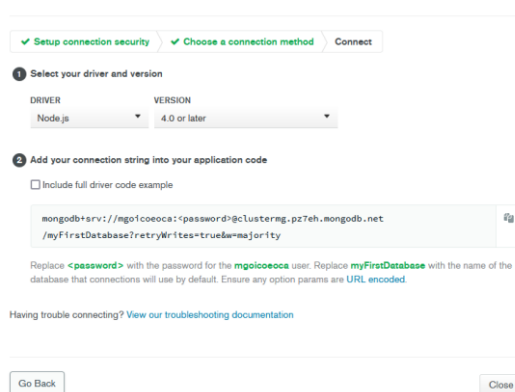 ✔ Setup connection security ✔ Choose a connection method Connect
1 Select your driver and version
DRIVER VERSION
Node.js 4.0 or later
2 Add your connection string into your application code
Include full driver code example
mongodb+srv://mgoicoeoca:<password>@clustermg.pz7eh.mongodb.net
/myFirstDatabase?retryWrites=true&w=majority
Replace <password> with the password for the mgoicoeoca user. Replace myFirstDatabase with the name of the
database that connections will use by default. Ensure any option params are URL encoded.
Having trouble connecting? View our troubleshooting documentation
Go Back Close